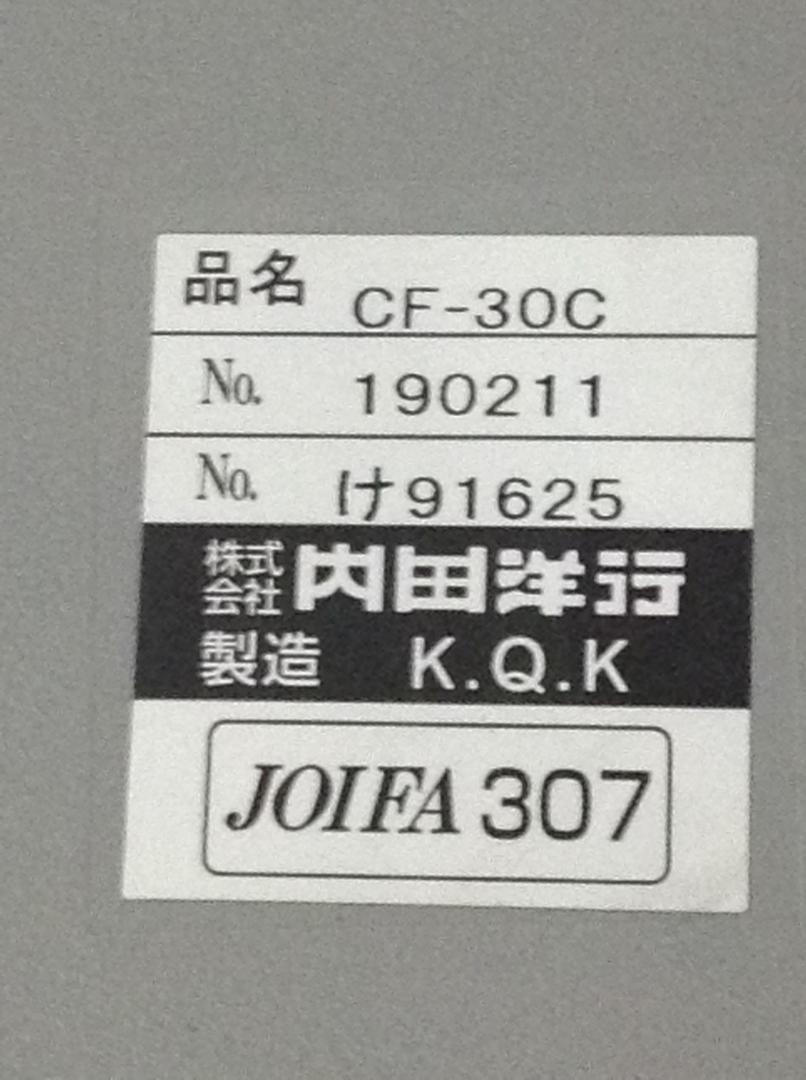 品名 CF-30C
No. 190211
No. け91625
株式会社 内田洋行
製造 K.Q.K
JOIFA 307